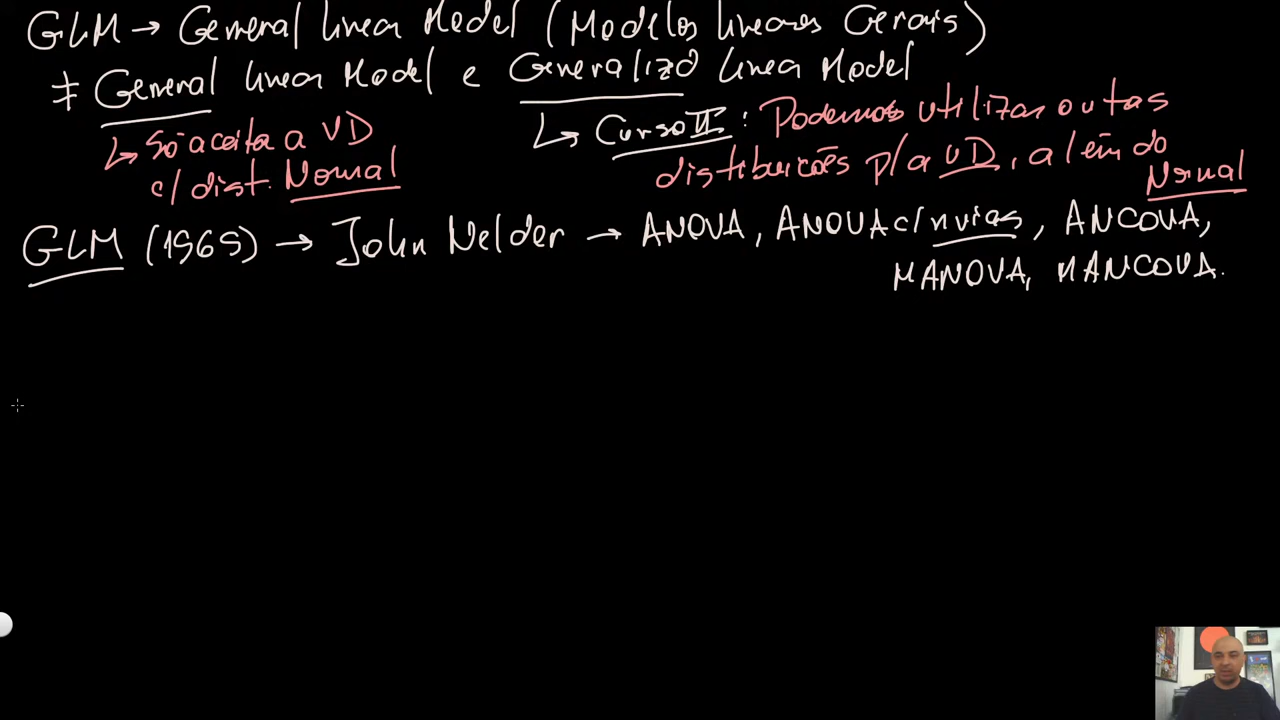 GLM → General linear Model (Modelos lineares Gerais)
≠ General linear Model e Generalized linear Model
↳ Só aceita a VD
c/ dist. Normal
↳ Curso II: Podemos utilizar outras
distribuições p/ a VD, além do
Normal
GLM (1965) → John Nelder → ANOVA, ANOVA c/ n vias, ANCOVA,
MANOVA, MANCOVA.